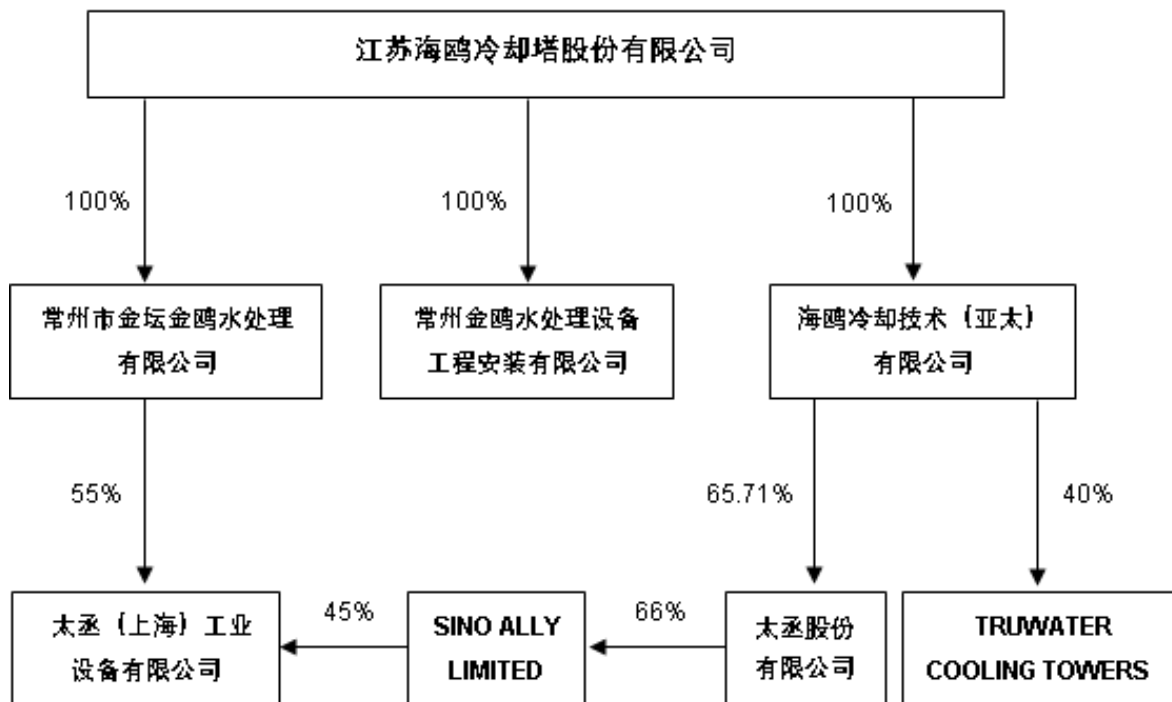 江苏海鸥冷却塔股份有限公司
100%
100%
100%
常州市金坛金鸥水处理
有限公司
常州金鸥水处理设备
工程安装有限公司
海鸥冷却技术（亚太）
有限公司
55%
65.71%
40%
太丞（上海）工业
设备有限公司
45%
SINO ALLY
LIMITED
66%
太丞股份
有限公司
TRUWATER
COOLING TOWERS